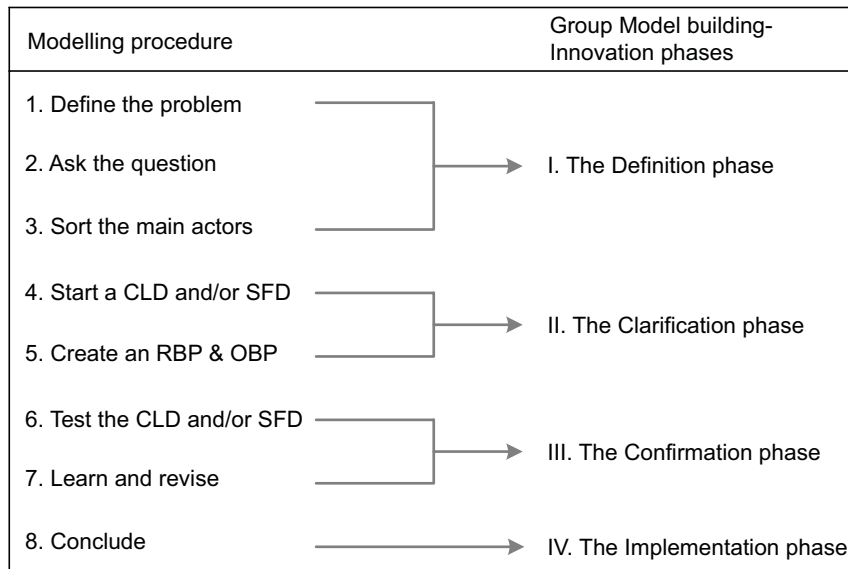 Modelling procedure
Group Model building-
Innovation phases
1. Define the problem
2. Ask the question
I. The Definition phase
3. Sort the main actors
4. Start a CLD and/or SFD
II. The Clarification phase
5. Create an RBP & OBP
6. Test the CLD and/or SFD
III. The Confirmation phase
7. Learn and revise
8. Conclude
IV. The Implementation phase